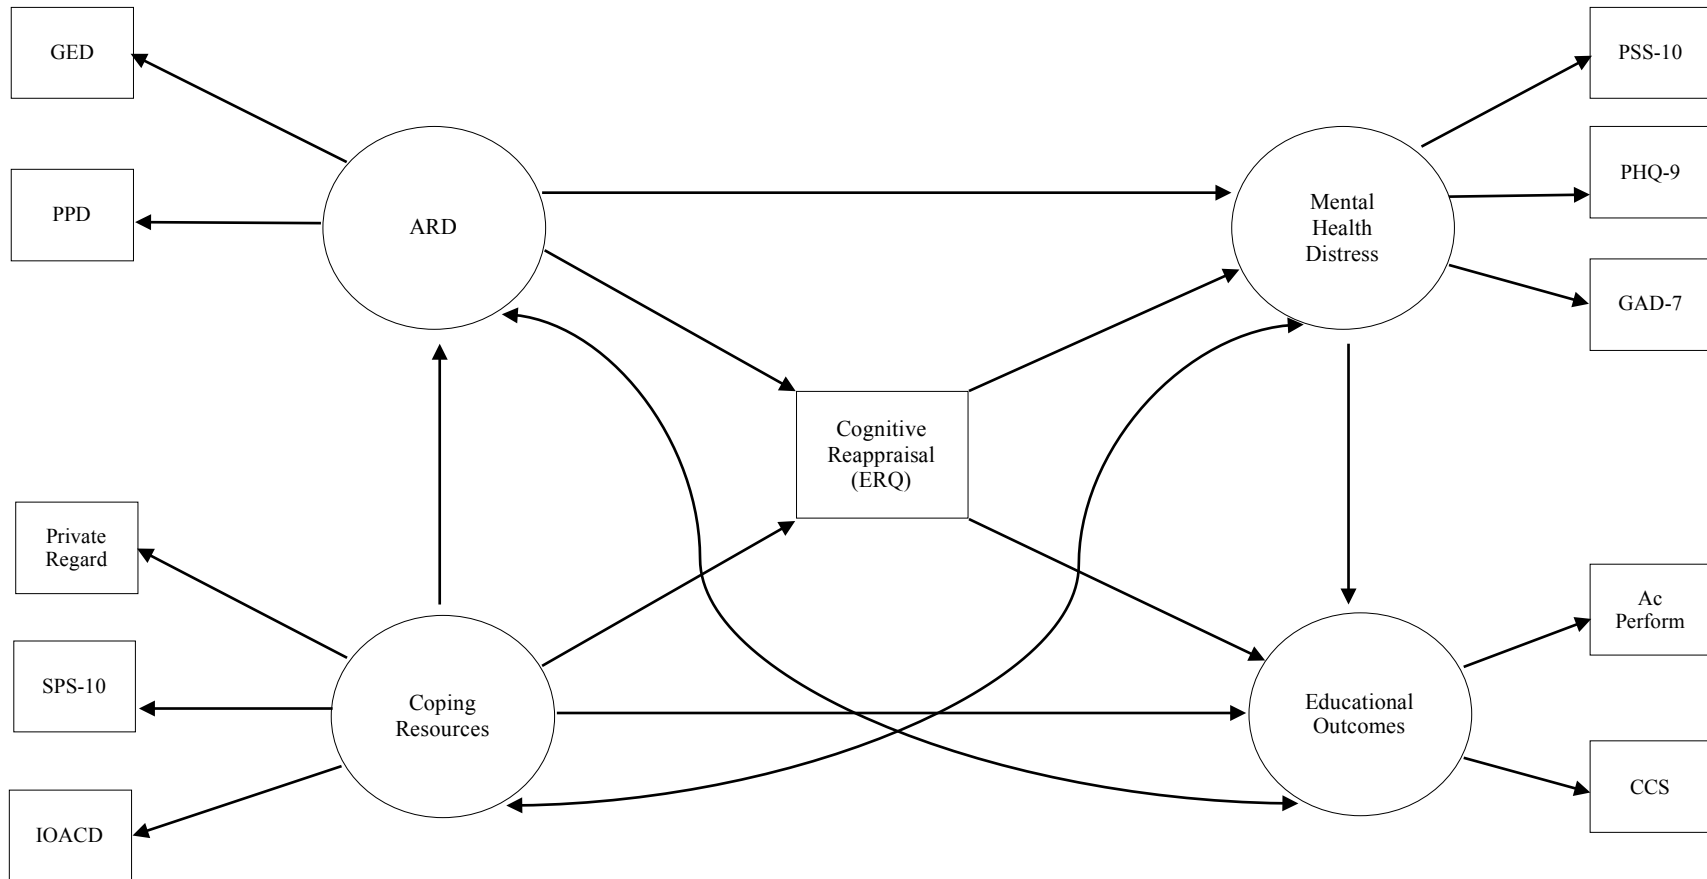 GED
PPD
ARD
PSS-10
PHQ-9
GAD-7
Mental
Health
Distress
Cognitive
Reappraisal
(ERQ)
Private
Regard
SPS-10
IOACD
Coping
Resources
Educational
Outcomes
Ac
Perform
CCS